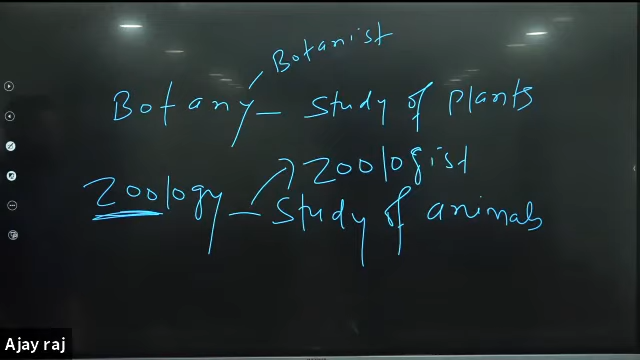 Botanist
Botany - Study of Plants
Zoologist
Zoology - Study of animals
Ajay raj